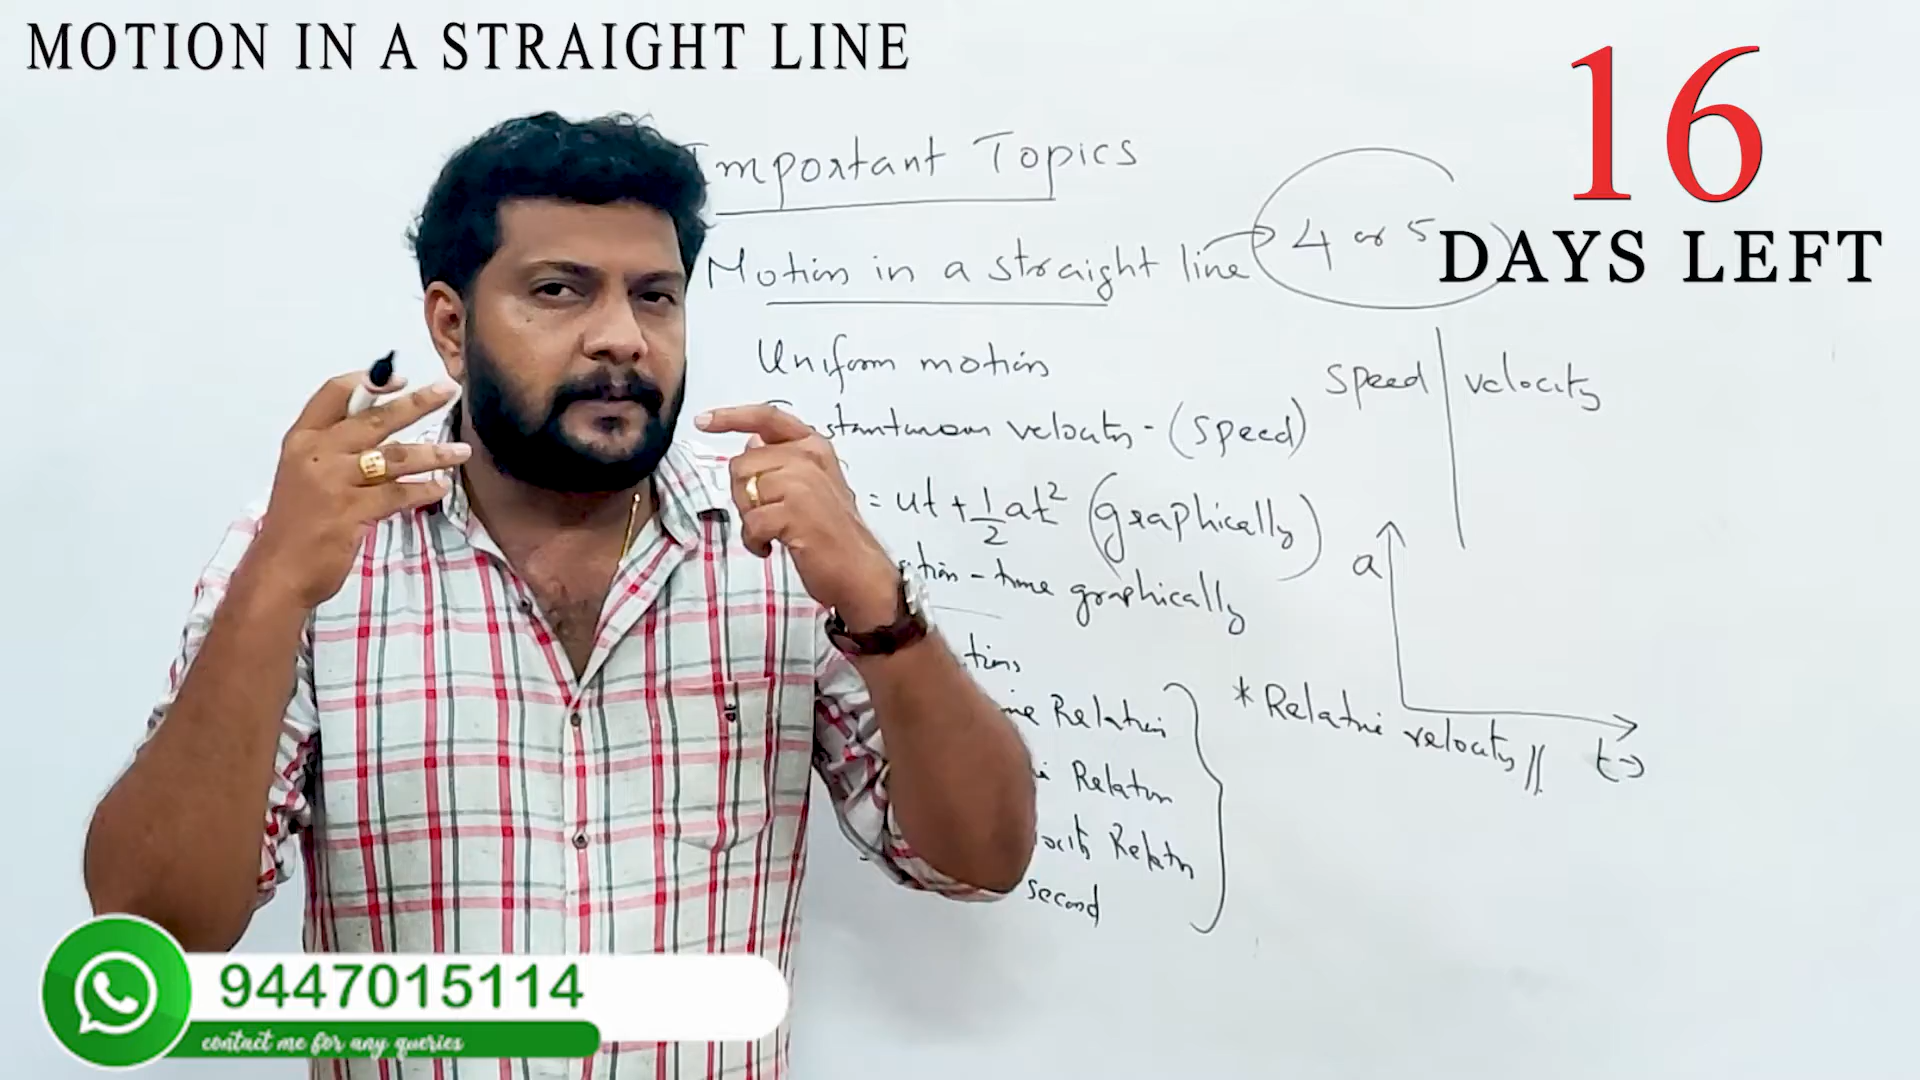 MOTION IN A STRAIGHT LINE
16
DAYS LEFT
Important Topics
Motion in a straight line → 4 or 5
Uniform motion
velocity - (speed)
speed | velocity
= ut + 1/2 at² (graphically)
a
- time graphically
Relation
* Relative velocity //
t→
Relation
Relatn
second
9447015114
contact me for any queries